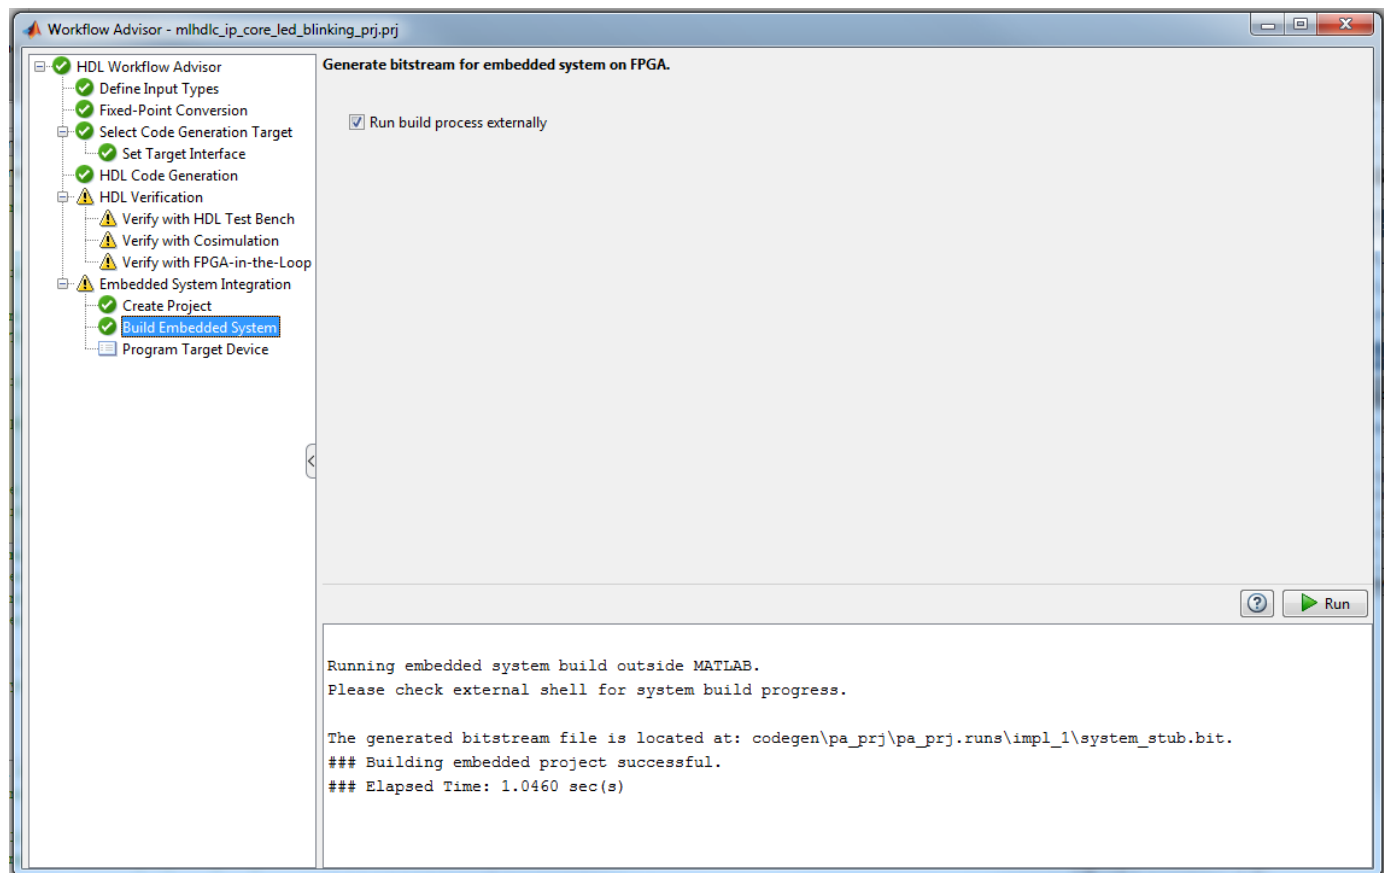 Workflow Advisor - mlhdlc_ip_core_led_blinking_prj.prj
HDL Workflow Advisor
Define Input Types
Fixed-Point Conversion
Select Code Generation Target
Set Target Interface
HDL Code Generation
HDL Verification
Verify with HDL Test Bench
Verify with Cosimulation
Verify with FPGA-in-the-Loop
Embedded System Integration
Create Project
Build Embedded System
Program Target Device
Generate bitstream for embedded system on FPGA.
Run build process externally
Run
Running embedded system build outside MATLAB.
Please check external shell for system build progress.
The generated bitstream file is located at: codegen\pa_prj\pa_prj.runs\impl_1\system_stub.bit.
### Building embedded project successful.
### Elapsed Time: 1.0460 sec(s)